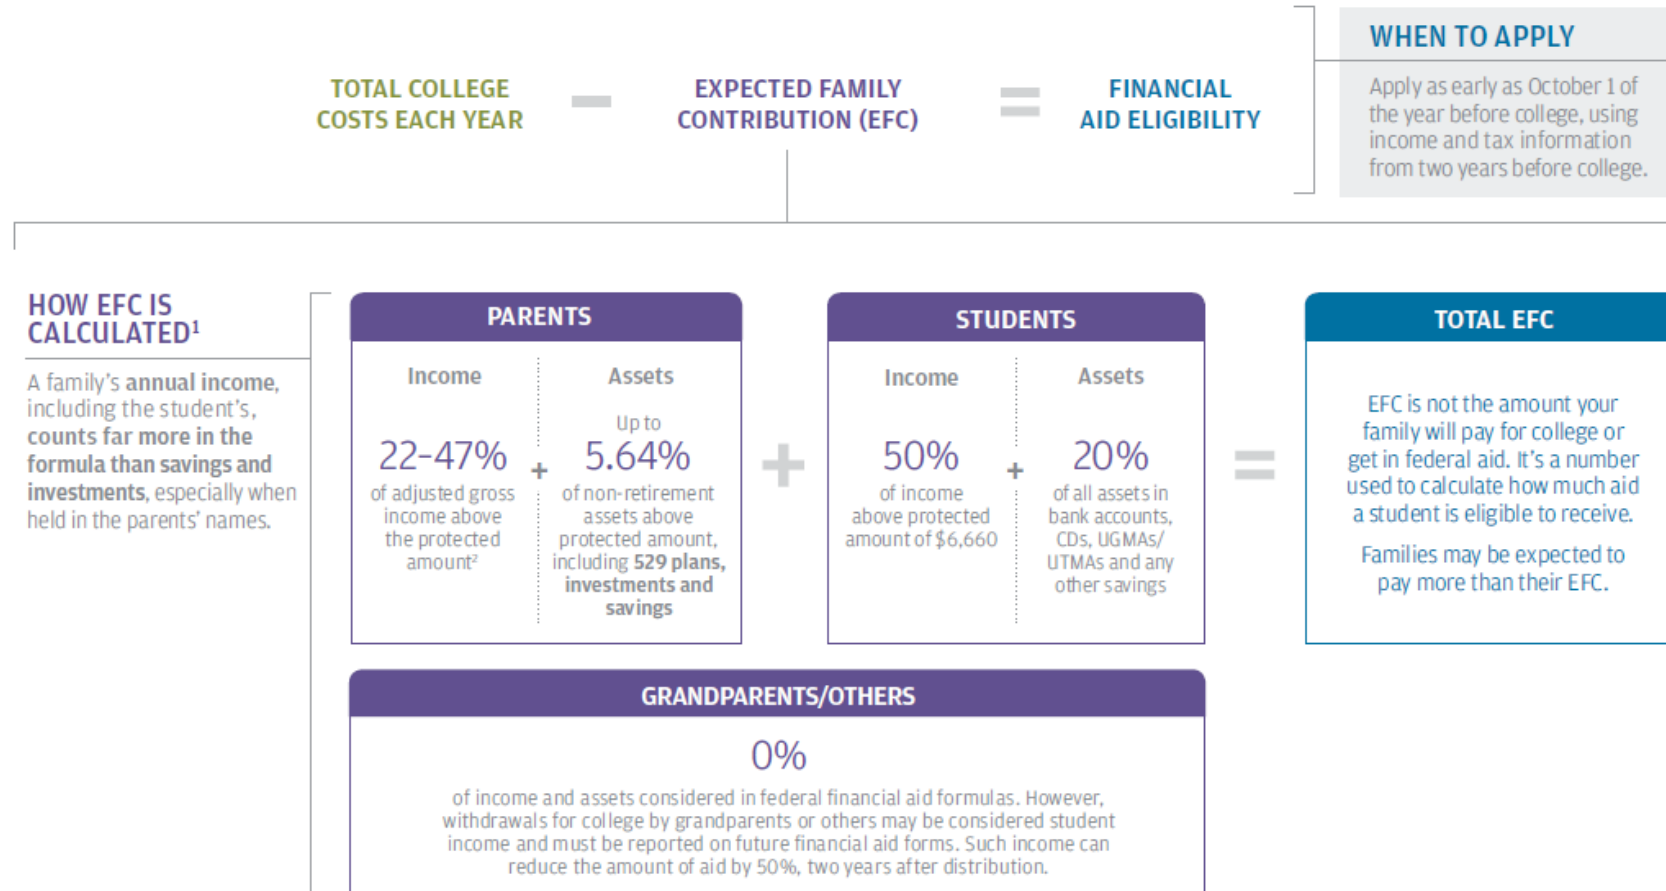 TOTAL COLLEGE
COSTS EACH YEAR
−
EXPECTED FAMILY
CONTRIBUTION (EFC)
=
FINANCIAL
AID ELIGIBILITY
WHEN TO APPLY
Apply as early as October 1 of
the year before college, using
income and tax information
from two years before college.
HOW EFC IS
CALCULATED¹
A family's annual income,
including the student's,
counts far more in the
formula than savings and
investments, especially when
held in the parents' names.
PARENTS
Income
22-47%
of adjusted gross
income above
the protected
amount²
+
Assets
Up to
5.64%
of non-retirement
assets above
protected amount,
including 529 plans,
investments and
savings
+
STUDENTS
Income
50%
of income
above protected
amount of $6,660
+
Assets
20%
of all assets in
bank accounts,
CDs, UGMAs/
UTMAs and any
other savings
=
TOTAL EFC
EFC is not the amount your
family will pay for college or
get in federal aid. It's a number
used to calculate how much aid
a student is eligible to receive.
Families may be expected to
pay more than their EFC.
GRANDPARENTS/OTHERS
0%
of income and assets considered in federal financial aid formulas. However,
withdrawals for college by grandparents or others may be considered student
income and must be reported on future financial aid forms. Such income can
reduce the amount of aid by 50%, two years after distribution.